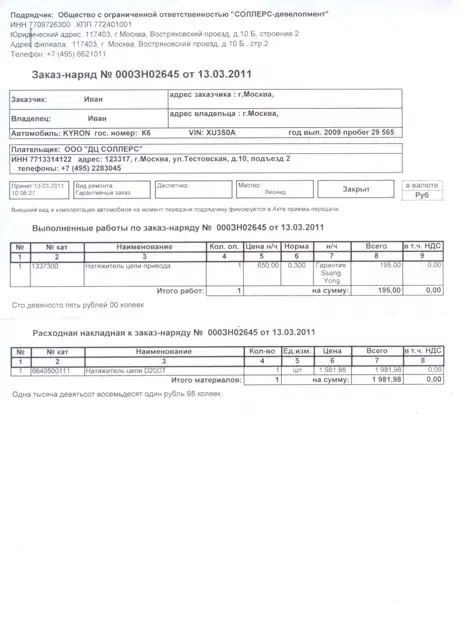 Подрядчик: Общество с ограниченной ответственностью "СОЛЛЕРС-девелопмент"
ИНН 7709726300 КПП 772401001
Юридический адрес: 117403, г Москва, Востряковский проезд, д.10 Б, строение 2
Адрес филиала: 117403, г Москва, Востряковский проезд, д.10 Б, стр 2
Телефон: +7 (495) 6621011
Заказ-наряд № 000ЗН02645 от 13.03.2011
Заказчик: Иван адрес заказчика : г.Москва,
Владелец: Иван адрес владельца : г.Москва,
Автомобиль: KYRON гос. номер: К6 VIN: XU3S0A год вып. 2009 пробег 29 565
Плательщик: ООО "ДЦ СОЛЛЕРС"
ИНН 7713314122 адрес: 123317, г.Москва, ул.Тестовская, д.10, подъезд 2
телефоны: +7 (495) 2283045
Принят 13.03.2011 Вид ремонта Диспетчер Мастер Закрыт в валюте
10:06:27 Гарантийный заказ Леонид Руб
Внешний вид и комплектация автомобиля на момент передачи подрядчику фиксируется в Акте приема-передачи
Выполненные работы по заказ-наряду № 000ЗН02645 от 13.03.2011
№ № кат Наименование Кол. оп. Цена н/ч Норма н/ч Всего в т.ч. НДС
1 2 3 4 5 6 7 8 9
1 1337300 Натяжитель цепи привода 1 650,00 0,300 Гарантия Ssang Yong 195,00 0,00
Итого работ: 1 на сумму: 195,00 0,00
Сто девяносто пять рублей 00 копеек
Расходная накладная к заказ-наряду № 000ЗН02645 от 13.03.2011
№ № кат Наименование Кол-во Ед.изм. Цена Всего в т.ч. НДС
1 2 3 4 5 6 7 8
1 6640500111 Натяжитель цепи D20DT 1 шт 1 981,98 1 981,98 0,00
Итого материалов: 1 на сумму: 1 981,98 0,00
Одна тысяча девятьсот восемьдесят один рубль 98 копеек